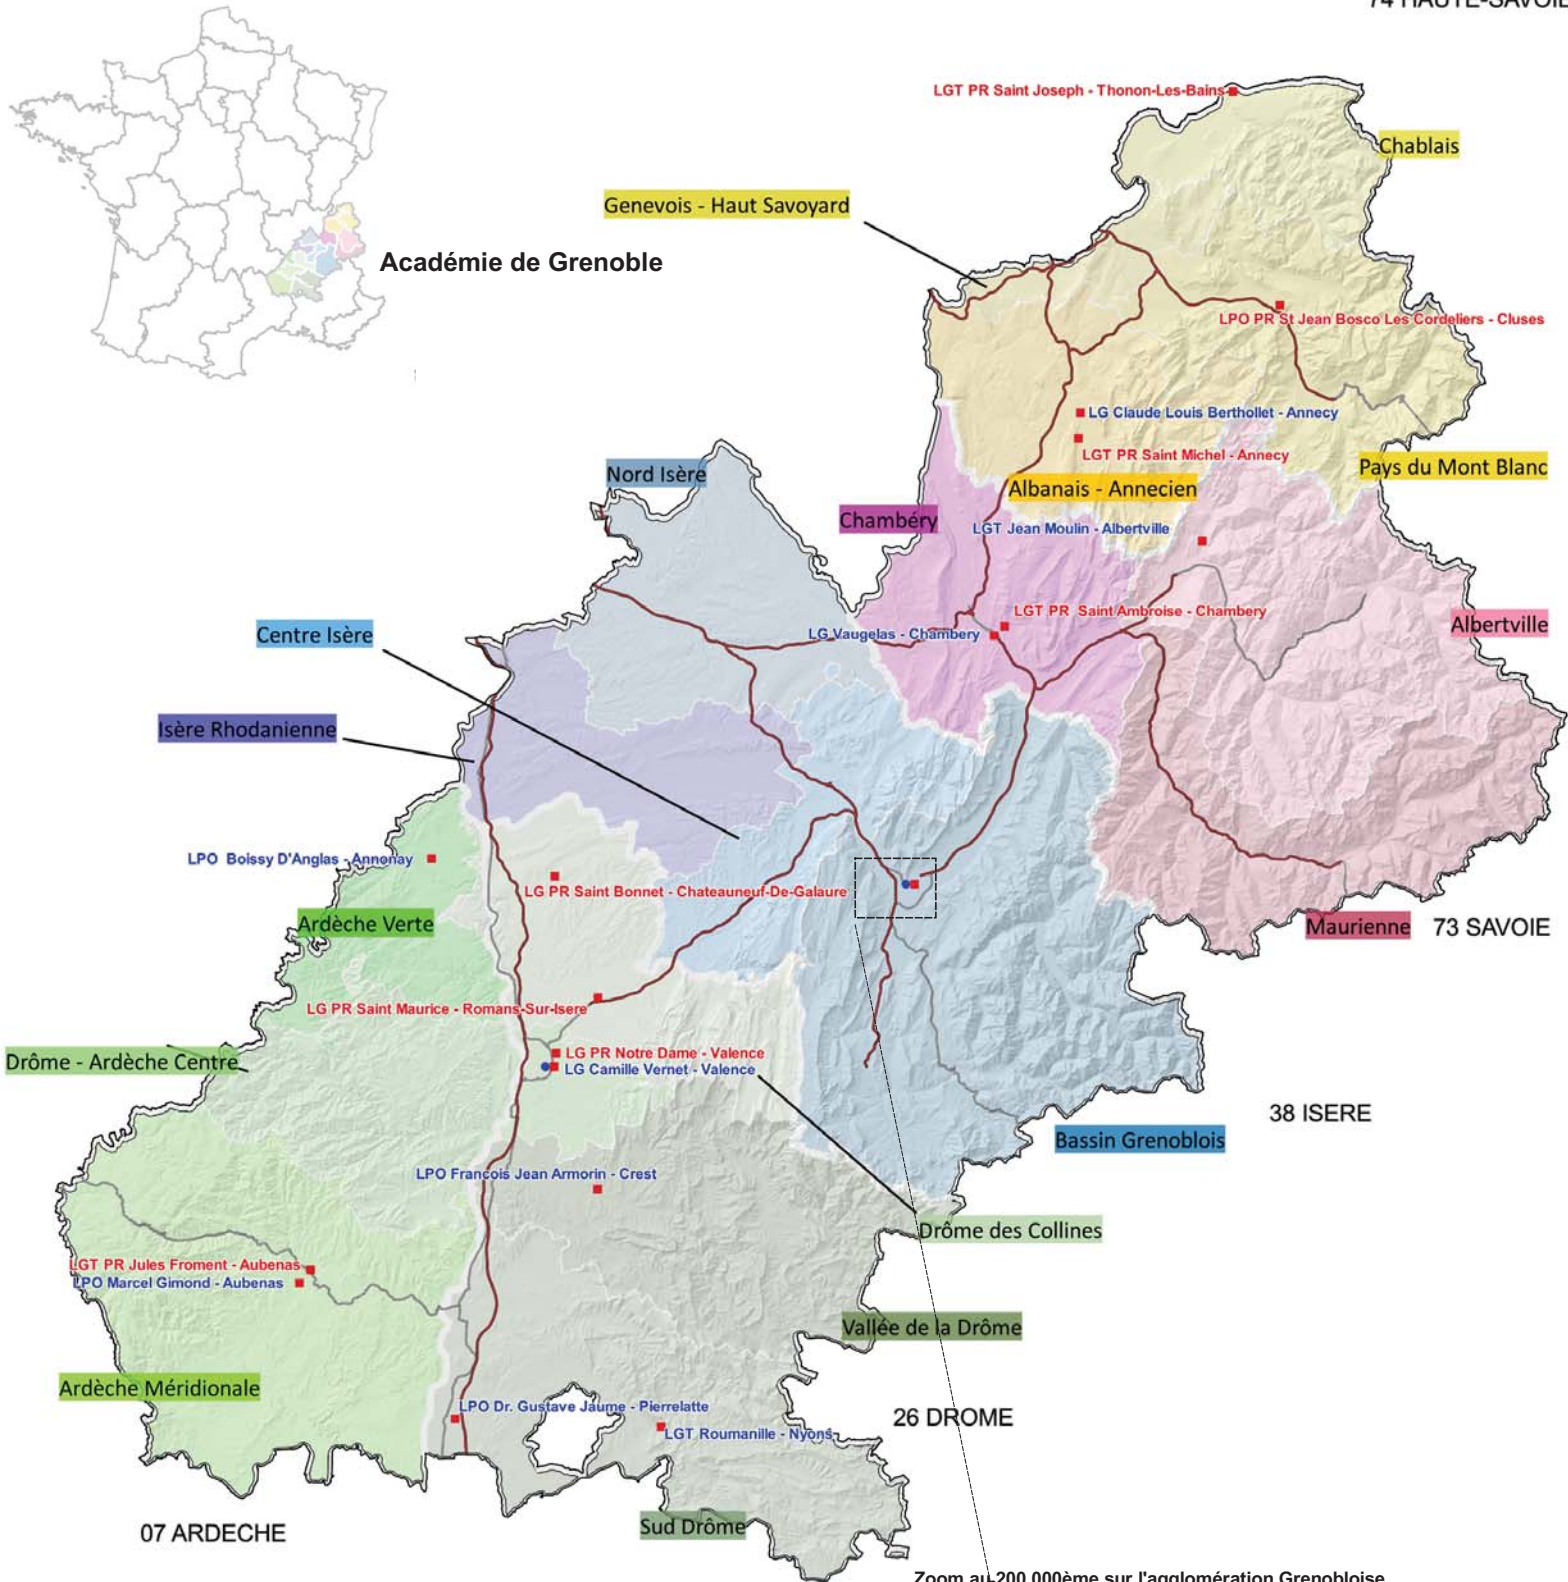 74 HAUTE-SAVOIE
LGT PR Saint Joseph - Thonon-Les-Bains
Chablais
Genevois - Haut Savoyard
Académie de Grenoble
LPO PR St Jean Bosco Les Cordeliers - Cluses
LG Claude Louis Berthollet - Annecy
LGT PR Saint Michel - Annecy
Pays du Mont Blanc
Nord Isère
Albanais - Annecien
Chambéry
LGT Jean Moulin - Albertville
LGT PR Saint Ambroise - Chambery
Albertville
Centre Isère
LG Vaugelas - Chambery
Isère Rhodanienne
LPO Boissy D'Anglas - Annonay
LG PR Saint Bonnet - Chateauneuf-De-Galaure
Ardèche Verte
Maurienne
73 SAVOIE
LG PR Saint Maurice - Romans-Sur-Isere
Drôme - Ardèche Centre
LG PR Notre Dame - Valence
LG Camille Vernet - Valence
38 ISERE
Bassin Grenoblois
LPO François Jean Armorin - Crest
Drôme des Collines
LGT PR Jules Froment - Aubenas
LPO Marcel Gimond - Aubenas
Vallée de la Drôme
Ardèche Méridionale
LPO Dr. Gustave Jaume - Pierrelatte
26 DROME
LGT Roumanille - Nyons
07 ARDECHE
Sud Drôme
Zoom au 200 000ème sur l'agglomération Grenobloise